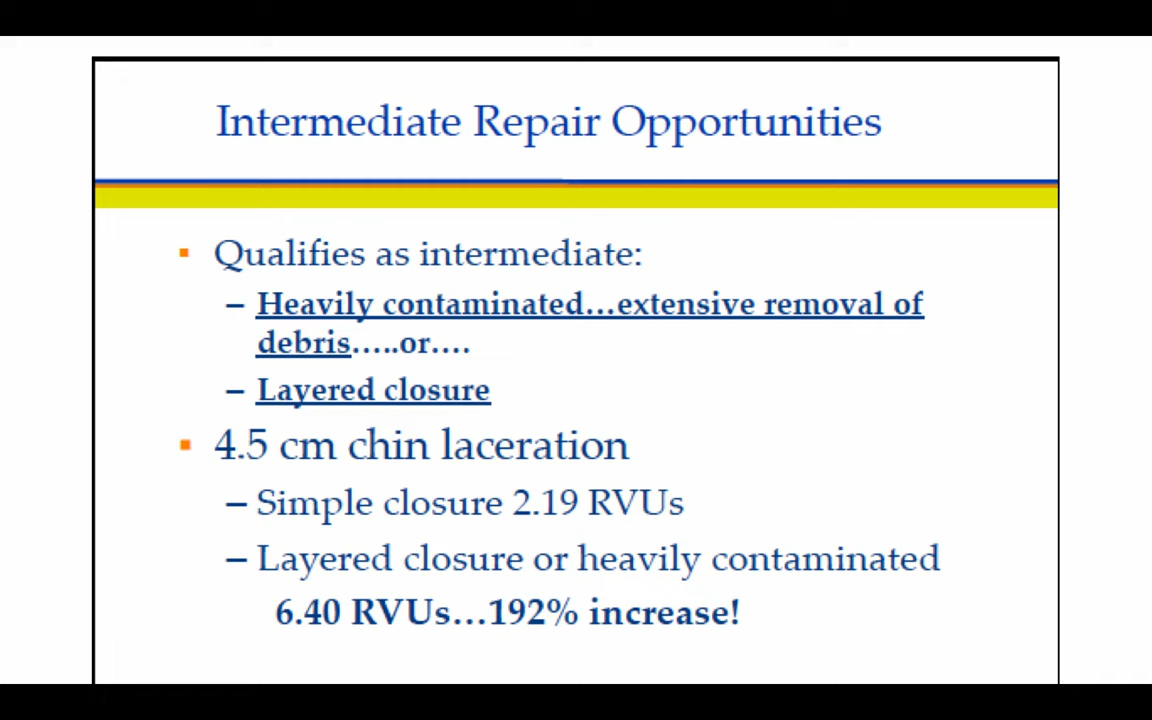 Intermediate Repair Opportunities
Qualifies as intermediate:
– Heavily contaminated…extensive removal of
debris…..or….
– Layered closure
4.5 cm chin laceration
– Simple closure 2.19 RVUs
– Layered closure or heavily contaminated
6.40 RVUs…192% increase!